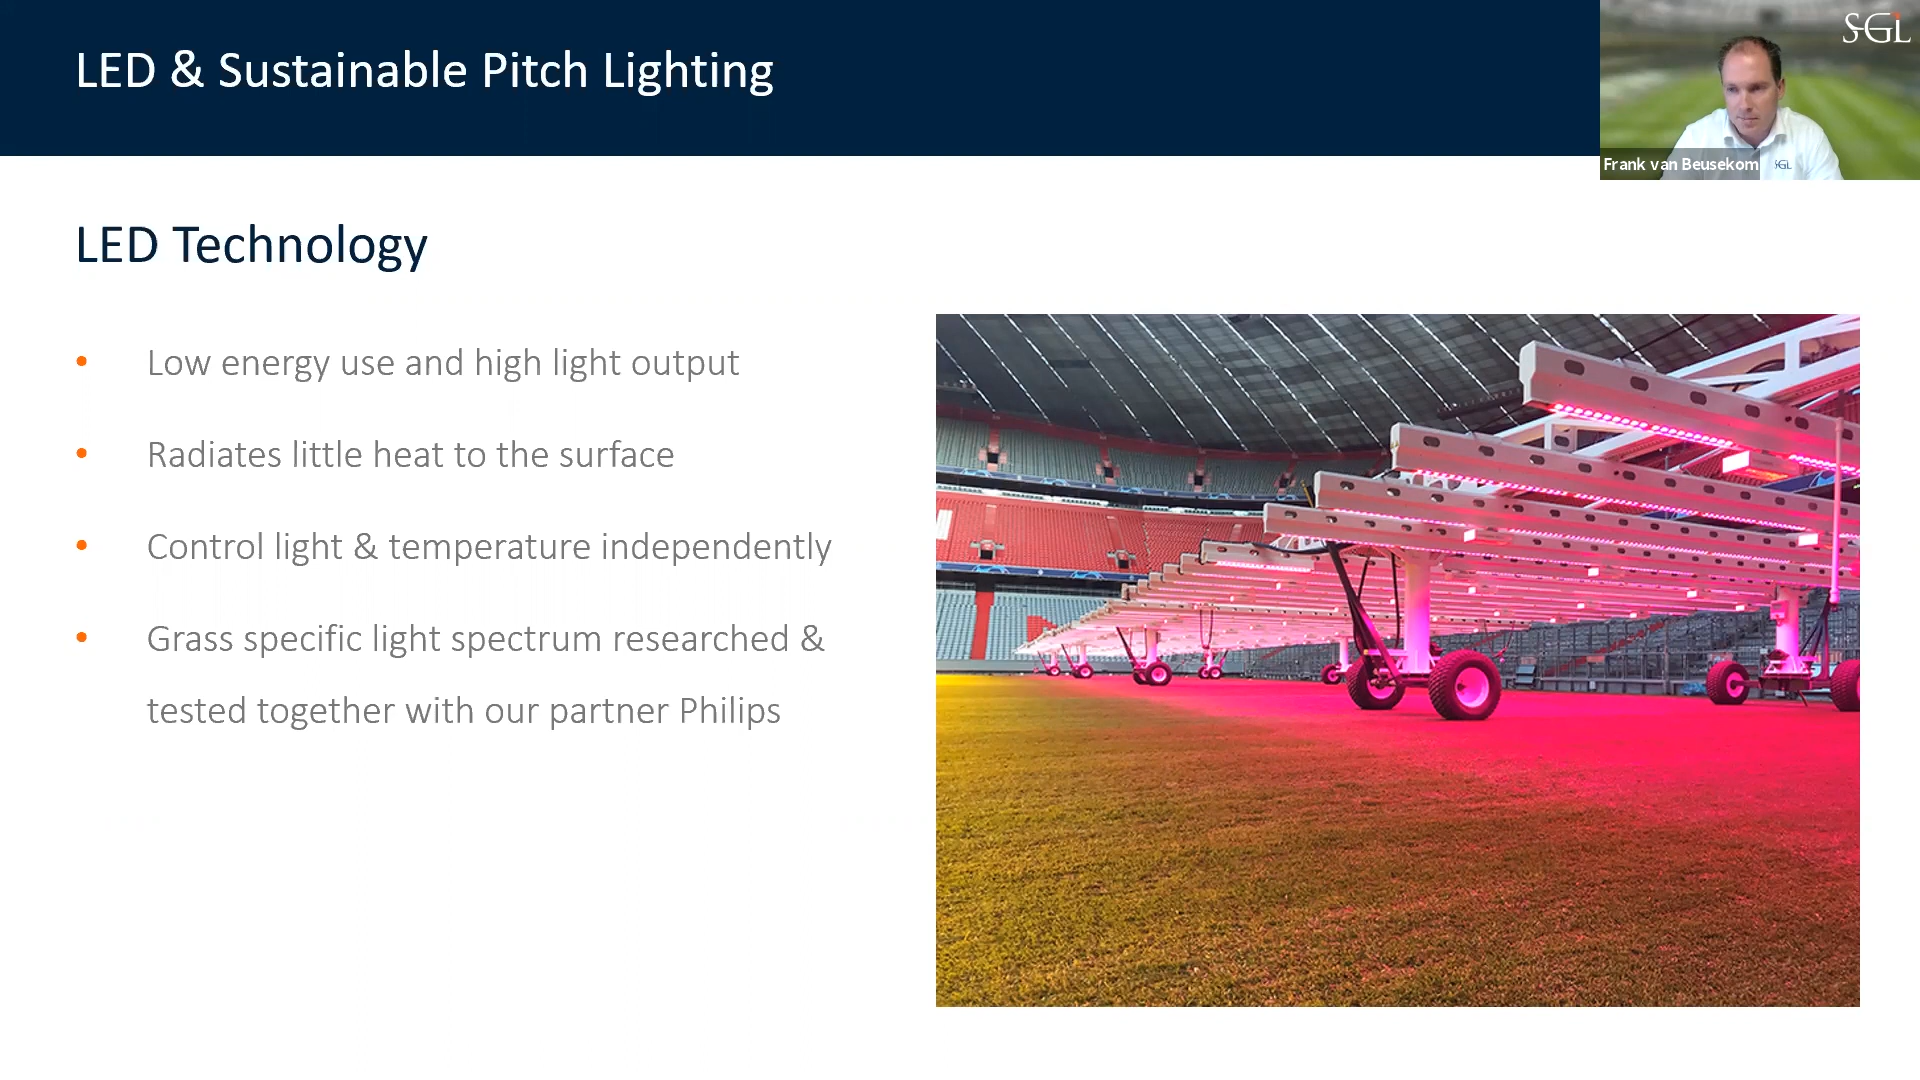 LED & Sustainable Pitch Lighting
SGL
Frank van Beusekom
SGL
LED Technology
• Low energy use and high light output
• Radiates little heat to the surface
• Control light & temperature independently
• Grass specific light spectrum researched &
tested together with our partner Philips